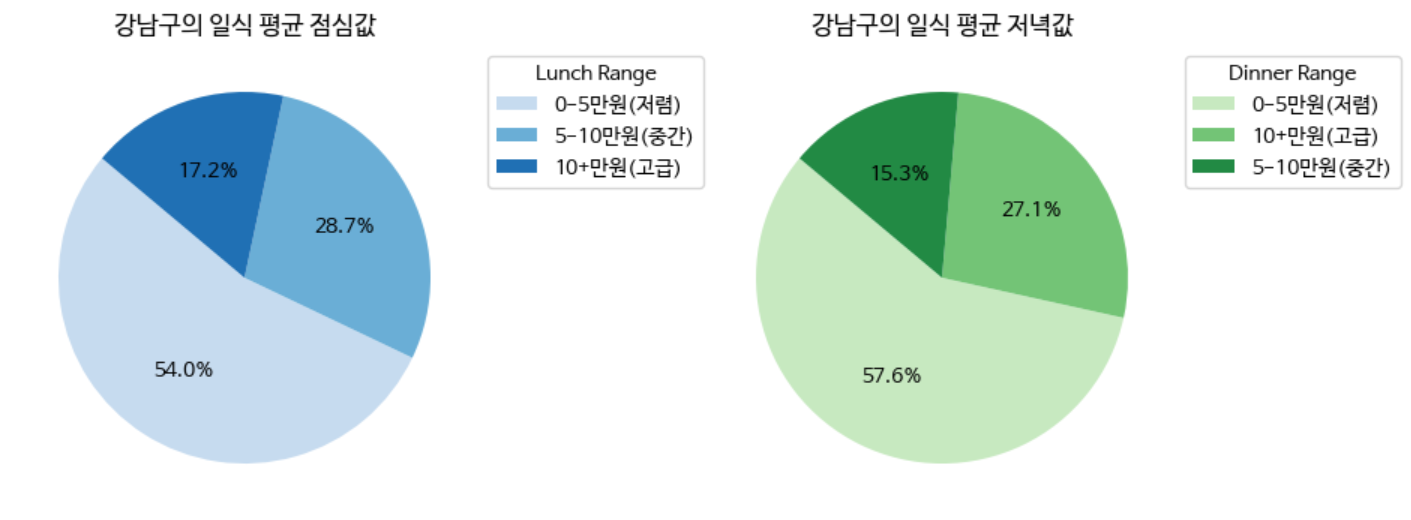 강남구의 일식 평균 점심값
Lunch Range
0-5만원(저렴)
5-10만원(중간)
10+만원(고급)
17.2%
28.7%
54.0%
강남구의 일식 평균 저녁값
Dinner Range
0-5만원(저렴)
10+만원(고급)
5-10만원(중간)
15.3%
27.1%
57.6%